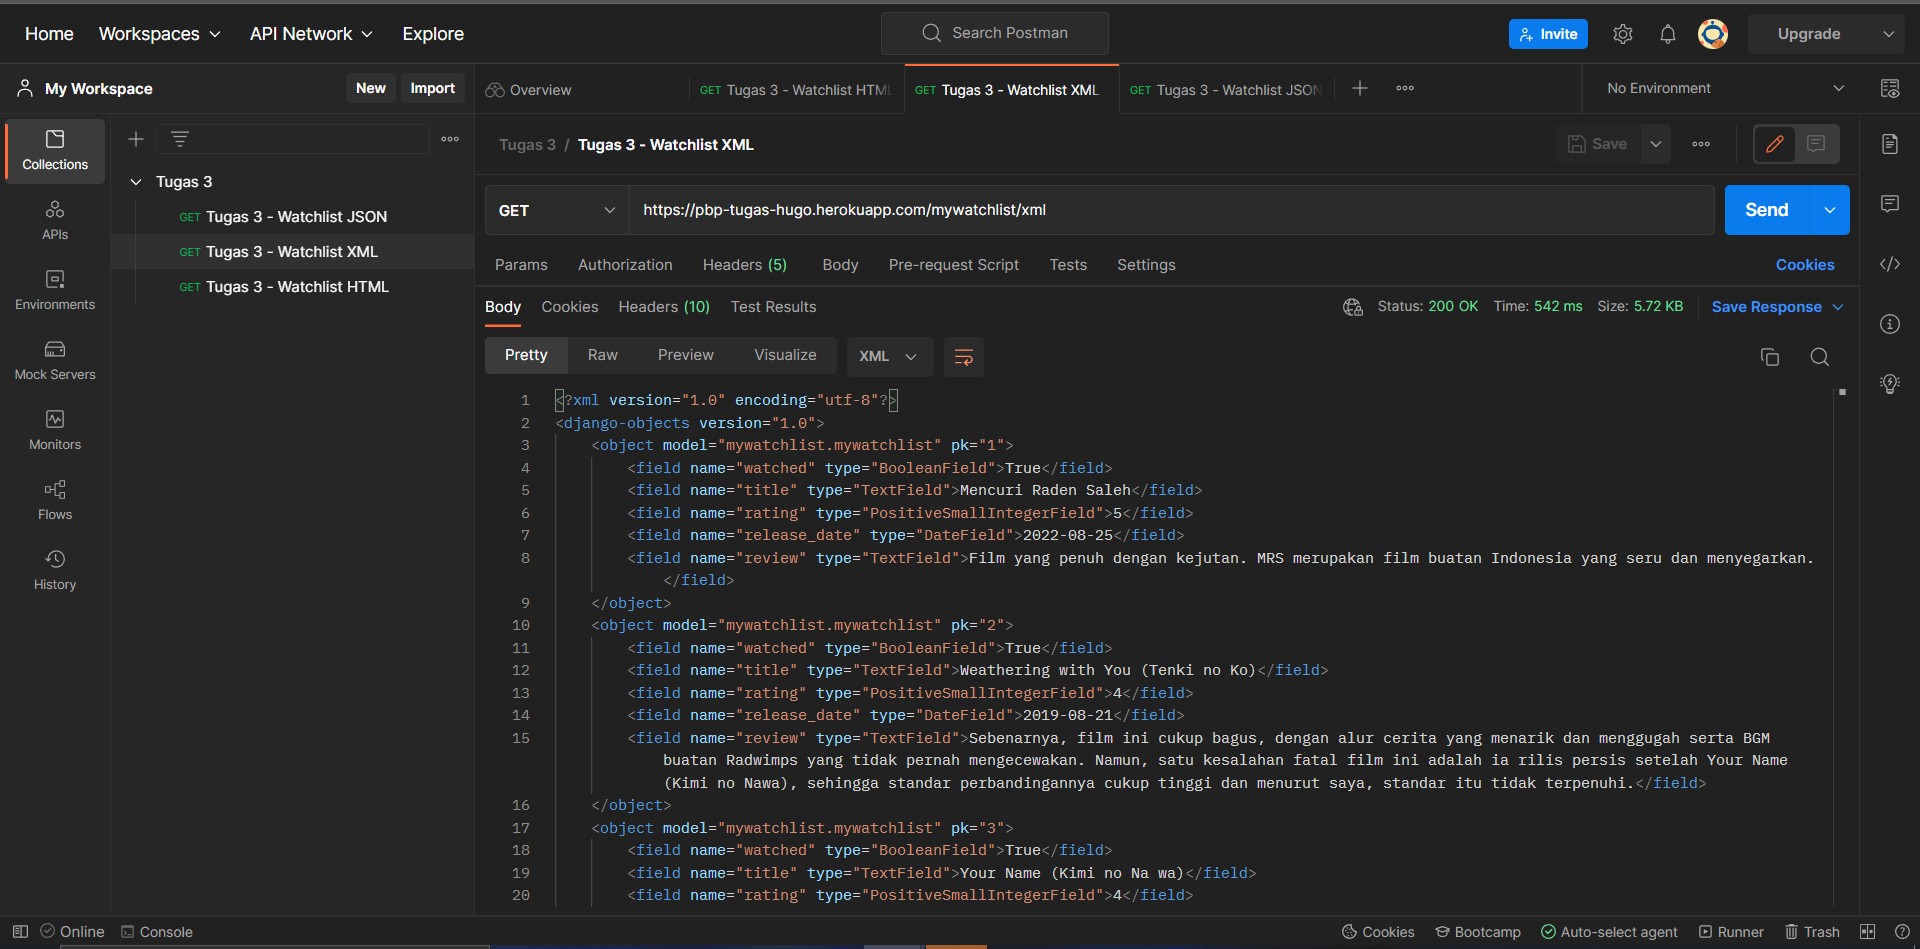 Home Workspaces API Network Explore Search Postman Invite Upgrade
My Workspace New Import Overview GET Tugas 3 - Watchlist HTML GET Tugas 3 - Watchlist XML GET Tugas 3 - Watchlist JSON No Environment
Collections
APIs
Environments
Mock Servers
Monitors
Flows
History
Tugas 3
GET Tugas 3 - Watchlist JSON
GET Tugas 3 - Watchlist XML
GET Tugas 3 - Watchlist HTML
Tugas 3 / Tugas 3 - Watchlist XML Save
GET https://pbp-tugas-hugo.herokuapp.com/mywatchlist/xml Send
Params Authorization Headers (5) Body Pre-request Script Tests Settings Cookies
Body Cookies Headers (10) Test Results Status: 200 OK Time: 542 ms Size: 5.72 KB Save Response
Pretty Raw Preview Visualize XML
1 <?xml version="1.0" encoding="utf-8"?>
2 <django-objects version="1.0">
3 <object model="mywatchlist.mywatchlist" pk="1">
4 <field name="watched" type="BooleanField">True</field>
5 <field name="title" type="TextField">Mencuri Raden Saleh</field>
6 <field name="rating" type="PositiveSmallIntegerField">5</field>
7 <field name="release_date" type="DateField">2022-08-25</field>
8 <field name="review" type="TextField">Film yang penuh dengan kejutan. MRS merupakan film buatan Indonesia yang seru dan menyegarkan.
</field>
9 </object>
10 <object model="mywatchlist.mywatchlist" pk="2">
11 <field name="watched" type="BooleanField">True</field>
12 <field name="title" type="TextField">Weathering with You (Tenki no Ko)</field>
13 <field name="rating" type="PositiveSmallIntegerField">4</field>
14 <field name="release_date" type="DateField">2019-08-21</field>
15 <field name="review" type="TextField">Sebenarnya, film ini cukup bagus, dengan alur cerita yang menarik dan menggugah serta BGM
buatan Radwimps yang tidak pernah mengecewakan. Namun, satu kesalahan fatal film ini adalah ia rilis persis setelah Your Name
(Kimi no Nawa), sehingga standar perbandingannya cukup tinggi dan menurut saya, standar itu tidak terpenuhi.</field>
16 </object>
17 <object model="mywatchlist.mywatchlist" pk="3">
18 <field name="watched" type="BooleanField">True</field>
19 <field name="title" type="TextField">Your Name (Kimi no Na wa)</field>
20 <field name="rating" type="PositiveSmallIntegerField">4</field>
Online Console Cookies Bootcamp Auto-select agent Runner Trash